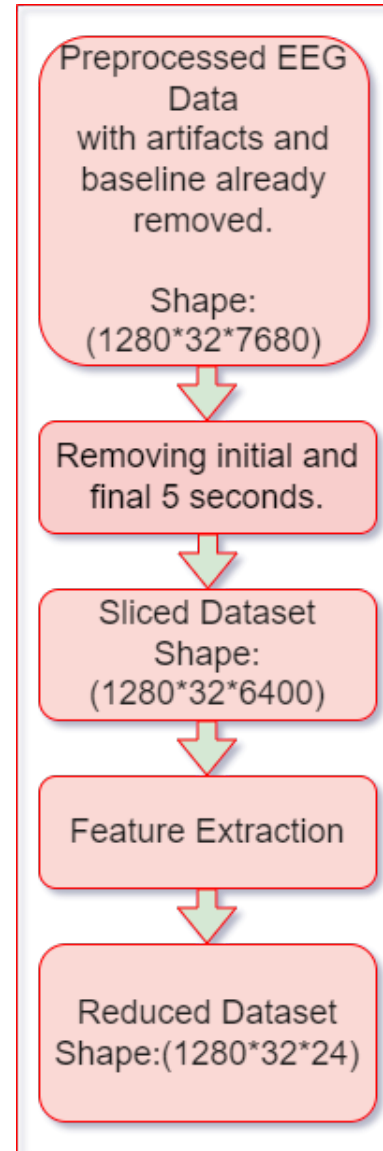 Preprocessed EEG
Data
with artifacts and
baseline already
removed.
Shape:
(1280*32*7680)
Removing initial and
final 5 seconds.
Sliced Dataset
Shape:
(1280*32*6400)
Feature Extraction
Reduced Dataset
Shape:(1280*32*24)